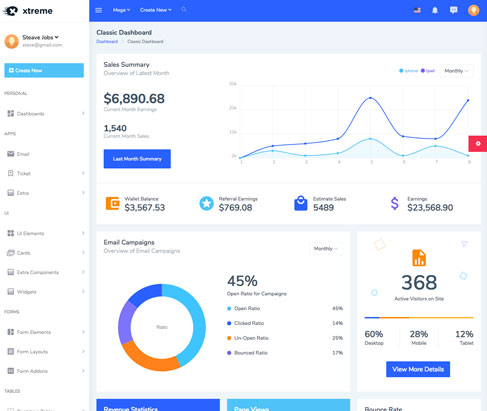 xtreme
Mega
Create New
Steave Jobs
steave@gmail.com
Create New
PERSONAL
Dashboards
APPS
Email
Ticket
Extra
UI
UI Elements
Cards
Extra Components
Widgets
FORMS
Form Elements
Form Layouts
Form Addons
TABLES
Classic Dashboard
Dashboard
Classic Dashboard
Sales Summary
Overview of Latest Month
Iphone
Ipad
Monthly
$6,890.68
Current Month Earnings
1,540
Current Month Sales
Last Month Summary
30k
20k
10k
0k
1 2 3 4 5 6 7 8
Wallet Balance
$3,567.53
Referral Earnings
$769.08
Estimate Sales
5489
Earnings
$23,568.90
Email Campaigns
Overview of Email Campaigns
Monthly
Ratio
45%
Open Ratio for Campaigns
Open Ratio 45%
Clicked Ratio 14%
Un-Open Ratio 25%
Bounced Ratio 17%
368
Active Visitors on Site
60% 28% 12%
Desktop Mobile Tablet
View More Details
Revenue Statistics
Page Views
Bounce Rate